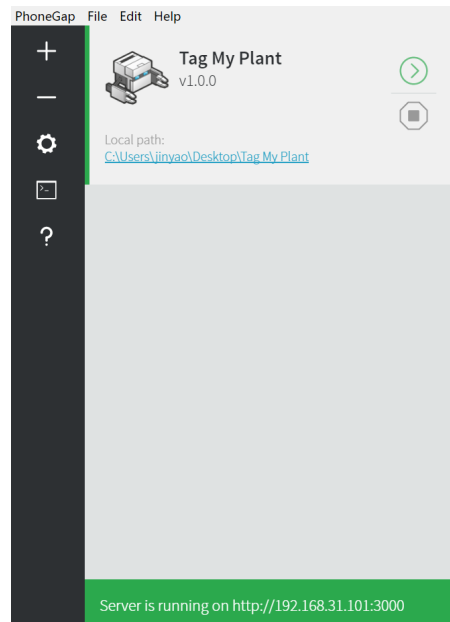 PhoneGap File Edit Help
Tag My Plant
v1.0.0
Local path:
C:\Users\jinyao\Desktop\Tag My Plant
>_
?
Server is running on http://192.168.31.101:3000